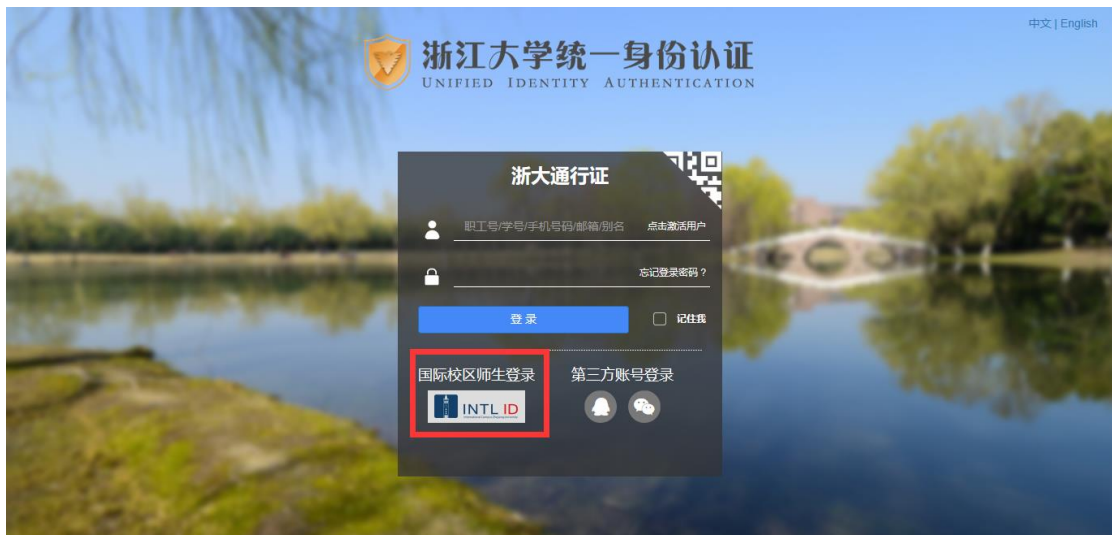 中文 | English
浙江大学统一身份认证
UNIFIED IDENTITY AUTHENTICATION
浙大通行证
职工号/学号/手机号码/邮箱/别名 点击激活用户
忘记登录密码？
登 录 记住我
国际校区师生登录 第三方账号登录
INTL ID